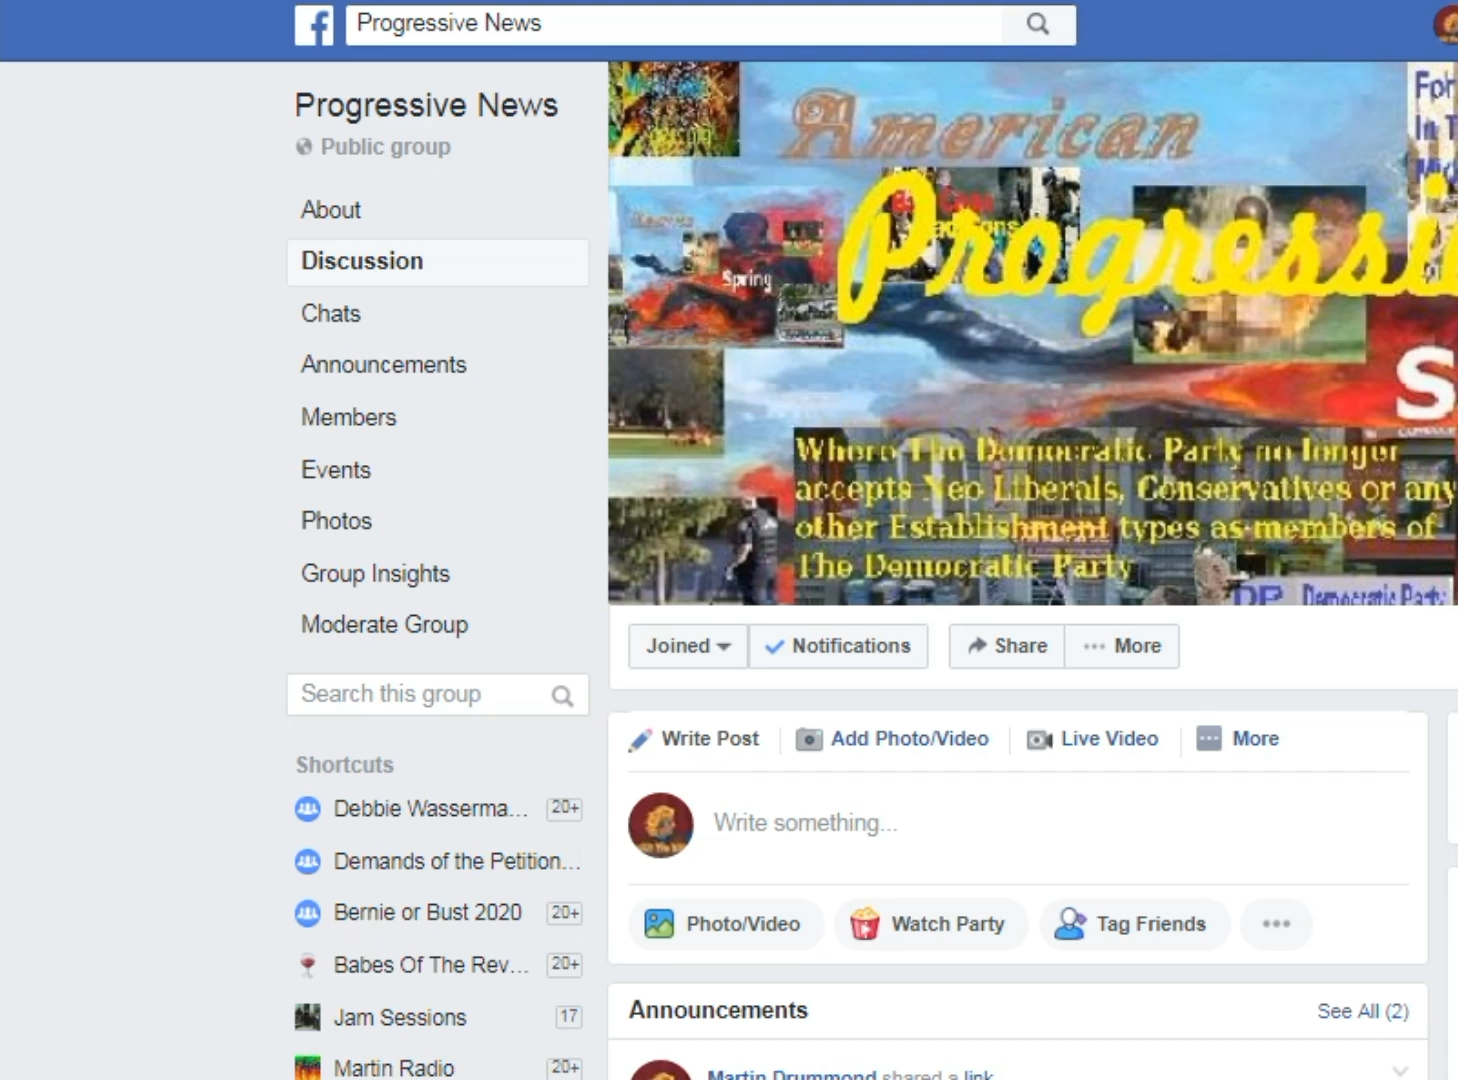 Progressive News
Progressive News
Public group
About
Discussion
Chats
Announcements
Members
Events
Photos
Group Insights
Moderate Group
Search this group
Shortcuts
Debbie Wasserma... 20+
Demands of the Petition...
Bernie or Bust 2020 20+
Babes Of The Rev... 20+
Jam Sessions 17
Martin Radio 20+
American
Progressi
Spring
S
Where The Democratic Party no longer
accepts Neo Liberals, Conservatives or any
other Establishment types as members of
The Democratic Party
Democratic Party
Joined Notifications Share More
Write Post Add Photo/Video Live Video More
Write something...
Photo/Video Watch Party Tag Friends
Announcements See All (2)
Martin Drummond shared a link